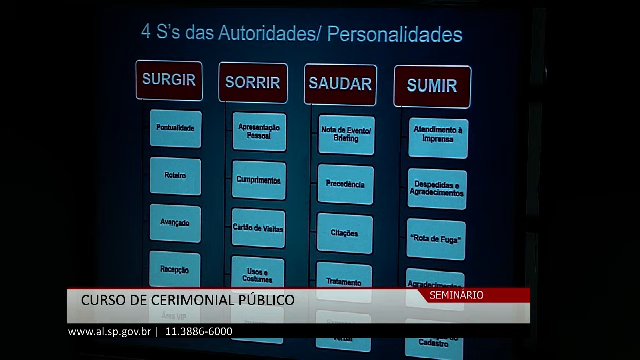 4 S's das Autoridades/ Personalidades
SURGIR
SORRIR
SAUDAR
SUMIR
Pontualidade
Apresentação
Pessoal
Nota de Evento/
Briefing
Atendimento à
Imprensa
Roteiro
Cumprimentos
Precedência
Despedidas e
Agradecimentos
Avançado
Cartão de Visitas
Citações
"Rota de Fuga"
Recepção
Usos e
Costumes
Tratamento
Agradecimentos
CURSO DE CERIMONIAL PÚBLICO
SEMINÁRIO
www.al.sp.gov.br | 11.3886-6000
Cadastro